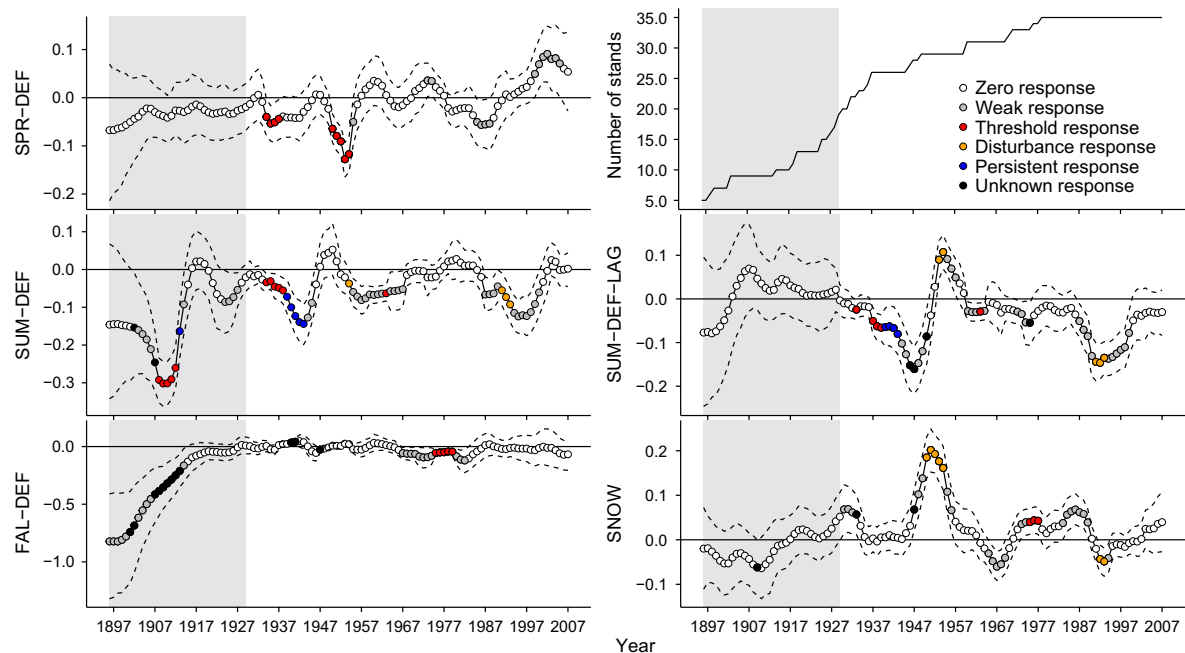 SPR−DEF
0.1
0.0
−0.1
−0.2
Number of stands
35.0
30.0
25.0
20.0
15.0
10.0
5.0
Zero response
Weak response
Threshold response
Disturbance response
Persistent response
Unknown response
SUM−DEF
0.1
0.0
−0.1
−0.2
−0.3
SUM−DEF−LAG
0.1
0.0
−0.1
−0.2
FAL−DEF
0.0
−0.5
−1.0
SNOW
0.2
0.1
0.0
−0.1
1897 1907 1917 1927 1937 1947 1957 1967 1977 1987 1997 2007
1897 1907 1917 1927 1937 1947 1957 1967 1977 1987 1997 2007
Year